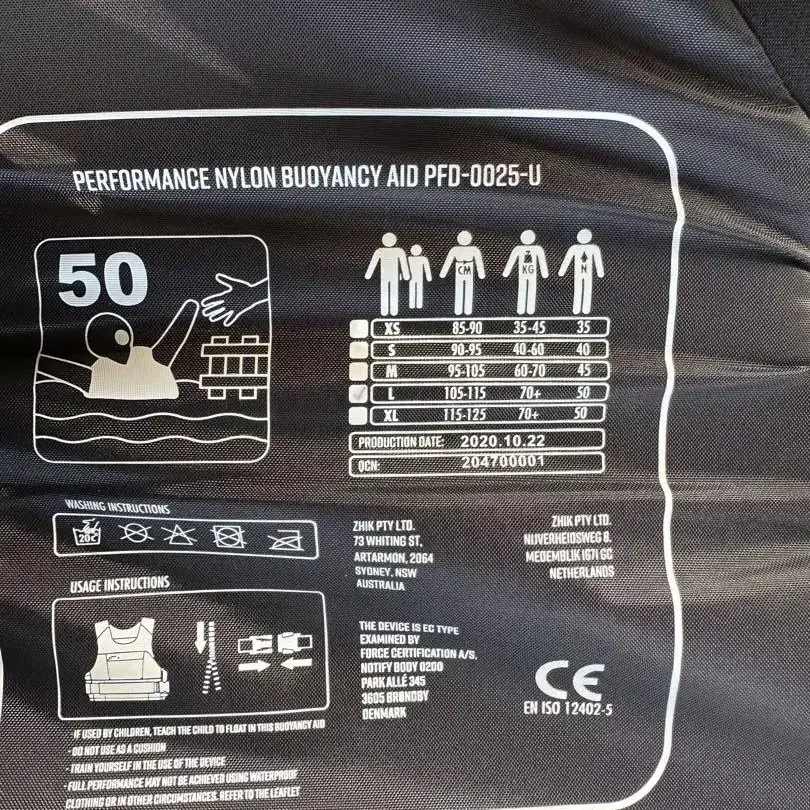 PERFORMANCE NYLON BUOYANCY AID PFD-0025-U
50
CM KG N
XS 85-90 35-45 35
S 90-95 40-60 40
M 95-105 60-70 45
L 105-115 70+ 50
XL 115-125 70+ 50
PRODUCTION DATE: 2020.10.22
QCN: 204700001
WASHING INSTRUCTIONS
20C
USAGE INSTRUCTIONS
ZHIK PTY LTD.
73 WHITING ST,
ARTARMON, 2064
SYDNEY, NSW
AUSTRALIA
ZHIK PTY LTD.
NIJVERHEIDSWEG 8,
MEDEMBLIK 1671 GC
NETHERLANDS
THE DEVICE IS EC TYPE
EXAMINED BY
FORCE CERTIFICATION A/S,
NOTIFY BODY 0200
PARK ALLÉ 345
3605 BRØNDBY
DENMARK
CE
EN ISO 12402-5
- IF USED BY CHILDREN, TEACH THE CHILD TO FLOAT IN THIS BUOYANCY AID
- DO NOT USE AS A CUSHION
- TRAIN YOURSELF IN THE USE OF THE DEVICE
- FULL PERFORMANCE MAY NOT BE ACHIEVED USING WATERPROOF
CLOTHING OR IN OTHER CIRCUMSTANCES. REFER TO THE LEAFLET